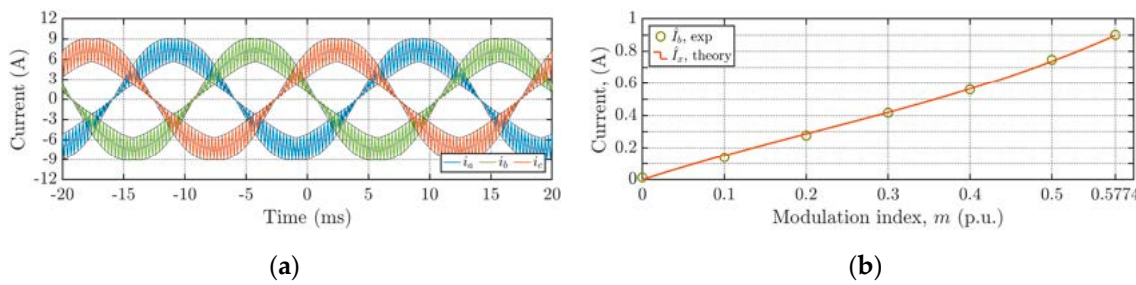 12
9
6
3
0
-3
-6
-9
-12
Current (A)
i_a i_b i_c
-20 -15 -10 -5 0 5 10 15 20
Time (ms)
(a)
1
0.8
0.6
0.4
0.2
0
Current, (A)
Î_b, exp
Î_x, theory
0 0.1 0.2 0.3 0.4 0.5 0.5774
Modulation index, m (p.u.)
(b)